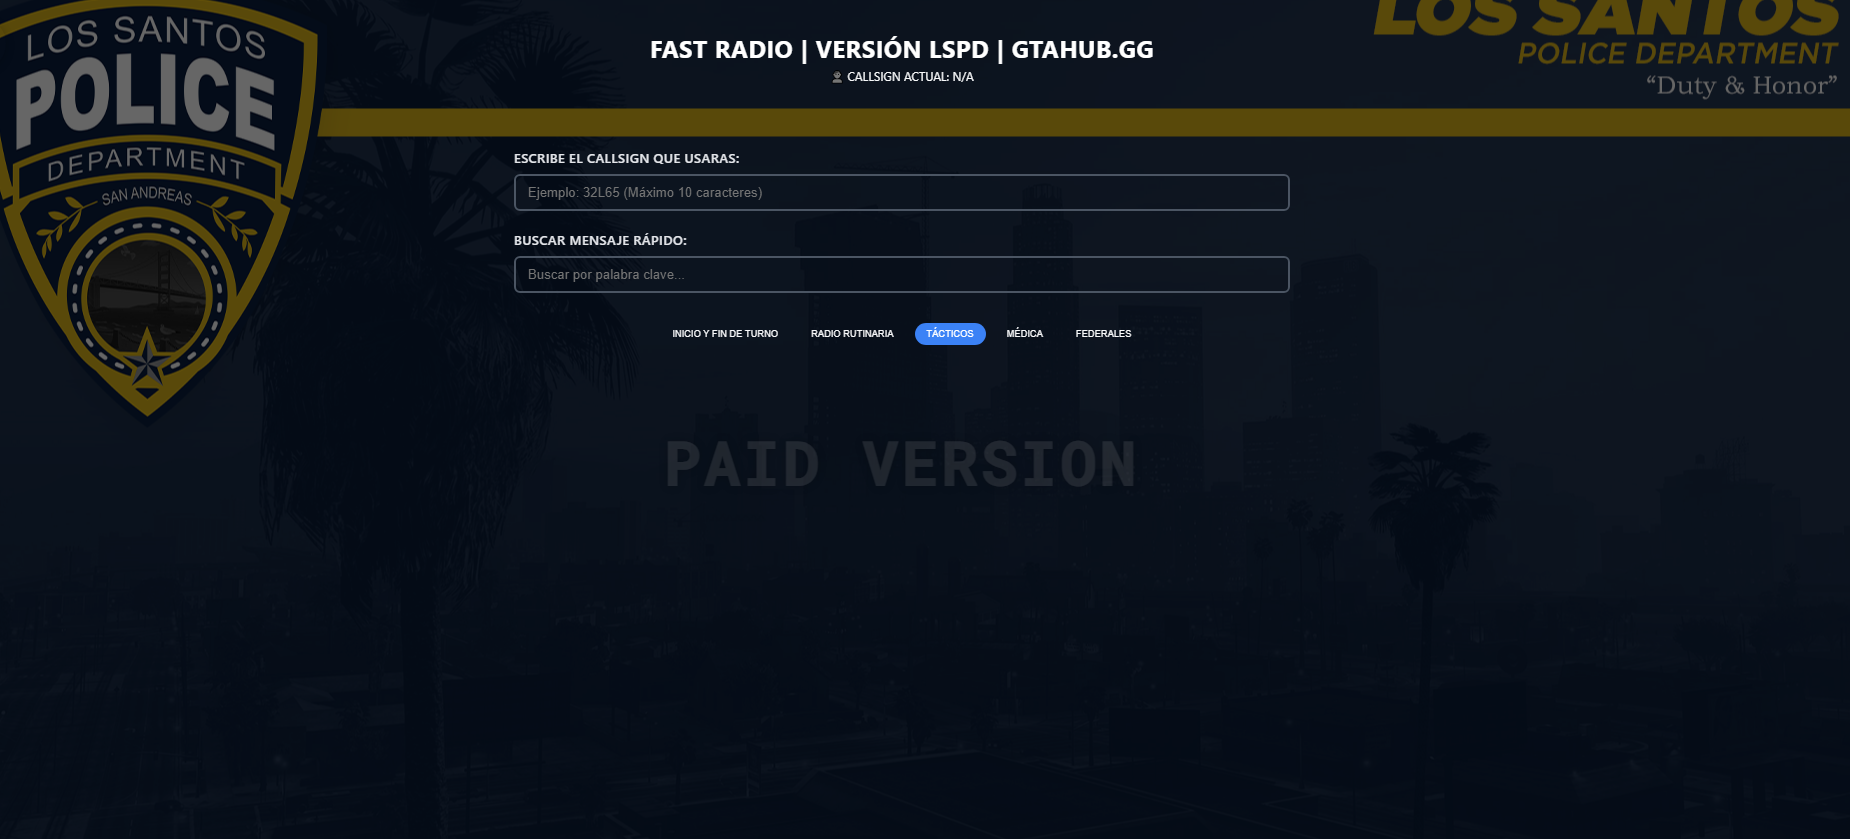 LOS SANTOS
POLICE
DEPARTMENT
SAN ANDREAS
LOS SANTOS
POLICE DEPARTMENT
“Duty & Honor”
FAST RADIO | VERSIÓN LSPD | GTAHUB.GG
CALLSIGN ACTUAL: N/A
ESCRIBE EL CALLSIGN QUE USARAS:
Ejemplo: 32L65 (Máximo 10 caracteres)
BUSCAR MENSAJE RÁPIDO:
Buscar por palabra clave...
INICIO Y FIN DE TURNO RADIO RUTINARIA TÁCTICOS MÉDICA FEDERALES
PAID VERSION